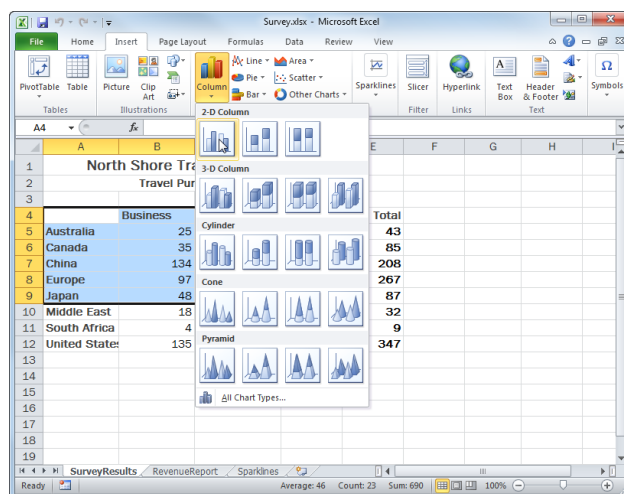 Survey.xlsx - Microsoft Excel
File Home Insert Page Layout Formulas Data Review View
PivotTable Table Picture Clip Art Column Line Area Pie Scatter Bar Other Charts Sparklines Slicer Hyperlink Text Box Header & Footer Symbols
Tables Illustrations Filter Links Text
A4 fx
2-D Column
3-D Column
Cylinder
Cone
Pyramid
All Chart Types...
A B E F G H I
1 North Shore Tra
2 Travel Pur
3
4 Business Total
5 Australia 25 43
6 Canada 35 85
7 China 134 208
8 Europe 97 267
9 Japan 48 87
10 Middle East 18 32
11 South Africa 4 9
12 United State 135 347
13
14
15
16
17
18
19
SurveyResults RevenueReport Sparklines
Ready Average: 46 Count: 23 Sum: 690 100%